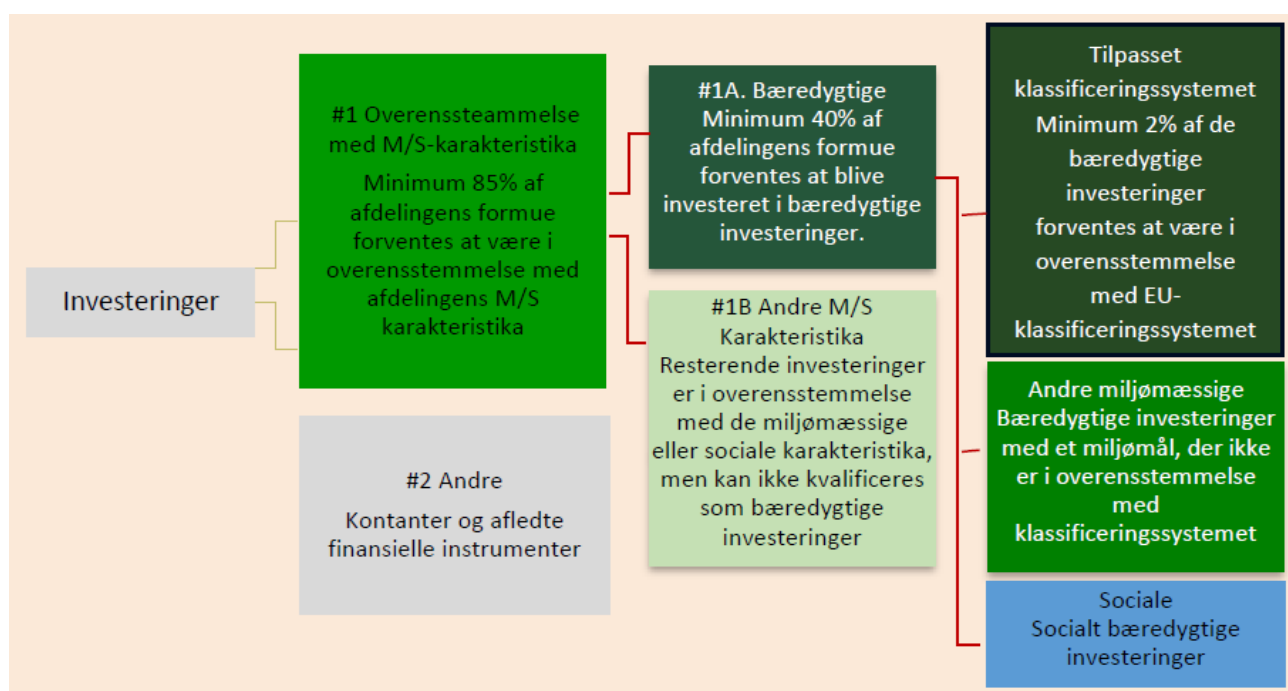 Investeringer
#1 Overenssteammelse
med M/S-karakteristika
Minimum 85% af
afdelingens formue
forventes at være i
overensstemmelse med
afdelingens M/S
karakteristika
#2 Andre
Kontanter og afledte
finansielle instrumenter
#1A. Bæredygtige
Minimum 40% af
afdelingens formue
forventes at blive
investeret i bæredygtige
investeringer.
#1B Andre M/S
Karakteristika
Resterende investeringer
er i overensstemmelse
med de miljømæssige
eller sociale karakteristika,
men kan ikke kvalificeres
som bæredygtige
investeringer
Tilpasset
klassificeringssystemet
Minimum 2% af de
bæredygtige
investeringer
forventes at være i
overensstemmelse
med EU-
klassificeringssystemet
Andre miljømæssige
Bæredygtige investeringer
med et miljømål, der ikke
er i overensstemmelse
med
klassificeringssystemet
Sociale
Socialt bæredygtige
investeringer